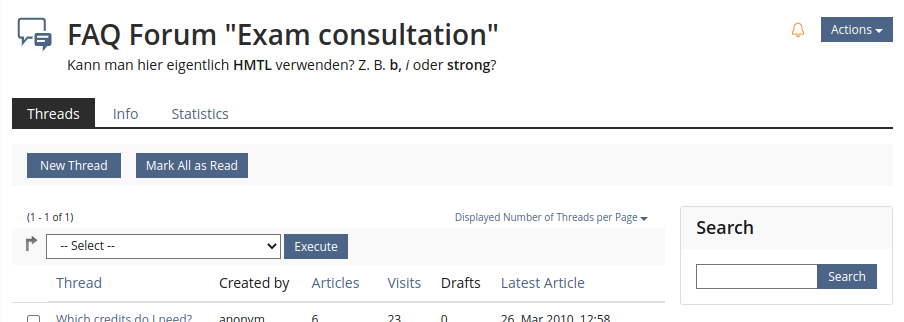 FAQ Forum "Exam consultation"
Actions
Kann man hier eigentlich HMTL verwenden? Z. B. b, i oder strong?
Threads Info Statistics
New Thread Mark All as Read
(1 - 1 of 1) Displayed Number of Threads per Page
-- Select -- Execute
Thread Created by Articles Visits Drafts Latest Article
Which credits do I need? anonym 6 23 0 26. Mar 2010, 12:58
Search
Search